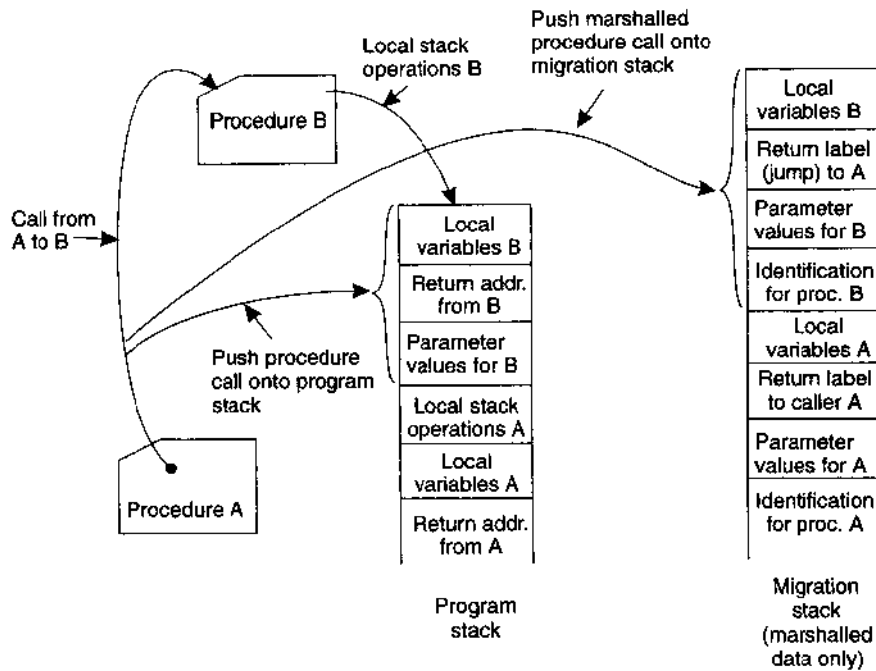 Push marshalled
procedure call onto
migration stack
Local stack
operations B
Procedure B
Call from
A to B
Push procedure
call onto program
stack
Procedure A
Local
variables B
Return addr.
from B
Parameter
values for B
Local stack
operations A
Local
variables A
Return addr.
from A
Program
stack
Local
variables B
Return label
(jump) to A
Parameter
values for B
Identification
for proc. B
Local
variables A
Return label
to caller A
Parameter
values for A
Identification
for proc. A
Migration
stack
(marshalled
data only)